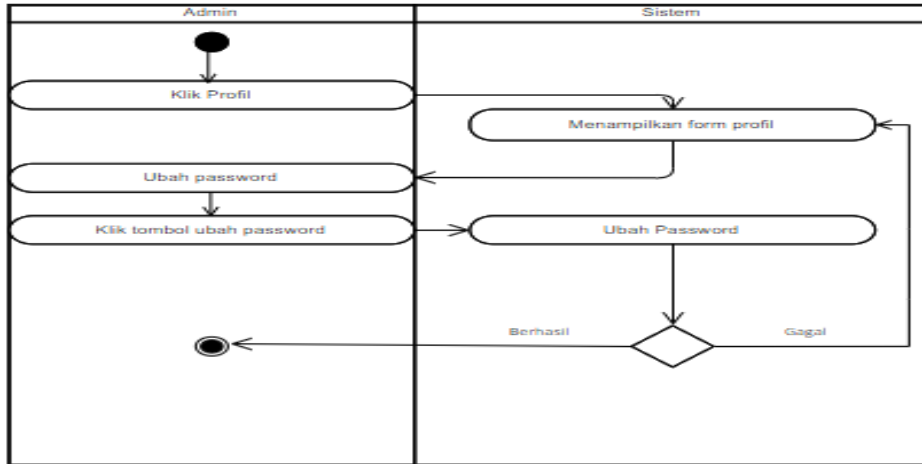 Admin
Sistem
Klik Profil
Menampilkan form profil
Ubah password
Klik tombol ubah password
Ubah Password
Berhasil
Gagal